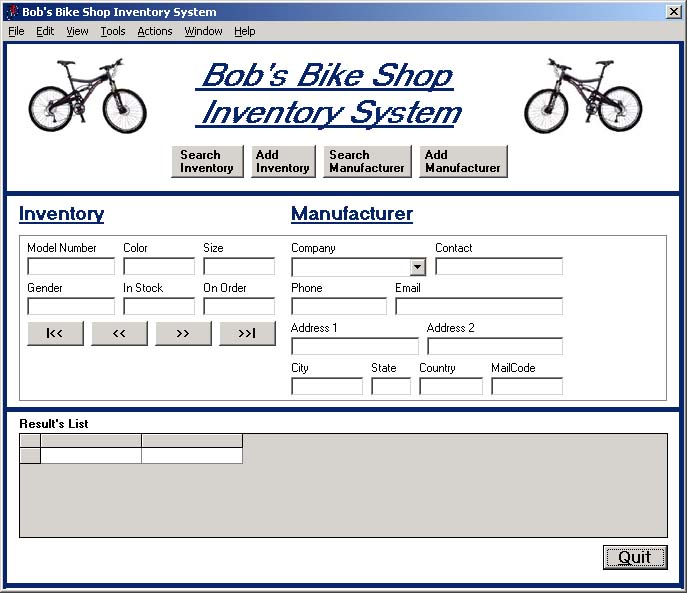 Bob's Bike Shop Inventory System
File Edit View Tools Actions Window Help
Bob's Bike Shop
Inventory System
Search Inventory
Add Inventory
Search Manufacturer
Add Manufacturer
Inventory
Manufacturer
Model Number Color Size
Gender In Stock On Order
|<< << >> >>|
Company Contact
Phone Email
Address 1 Address 2
City State Country MailCode
Result's List
Quit